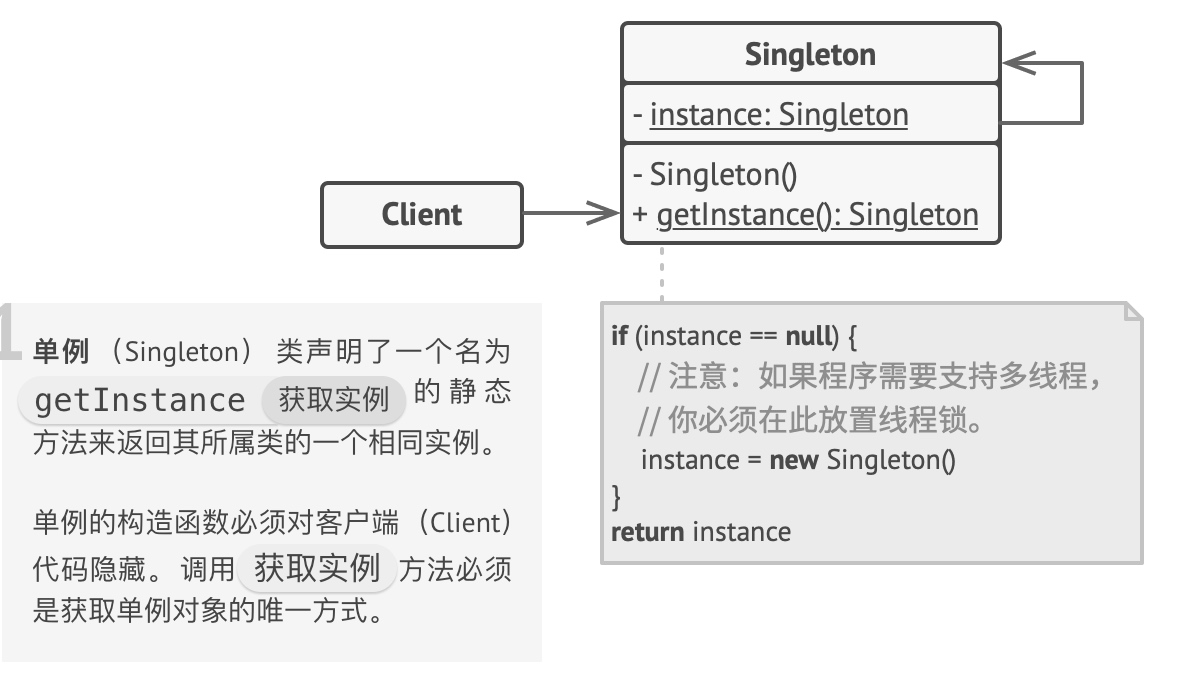 Singleton
- instance: Singleton
- Singleton()
+ getInstance(): Singleton
Client
1
单例 （Singleton） 类声明了一个名为
getInstance 获取实例 的静态
方法来返回其所属类的一个相同实例。
单例的构造函数必须对客户端 （Client）
代码隐藏。 调用 获取实例 方法必须
是获取单例对象的唯一方式。
if (instance == null) {
// 注意：如果程序需要支持多线程，
// 你必须在此放置线程锁。
instance = new Singleton()
}
return instance